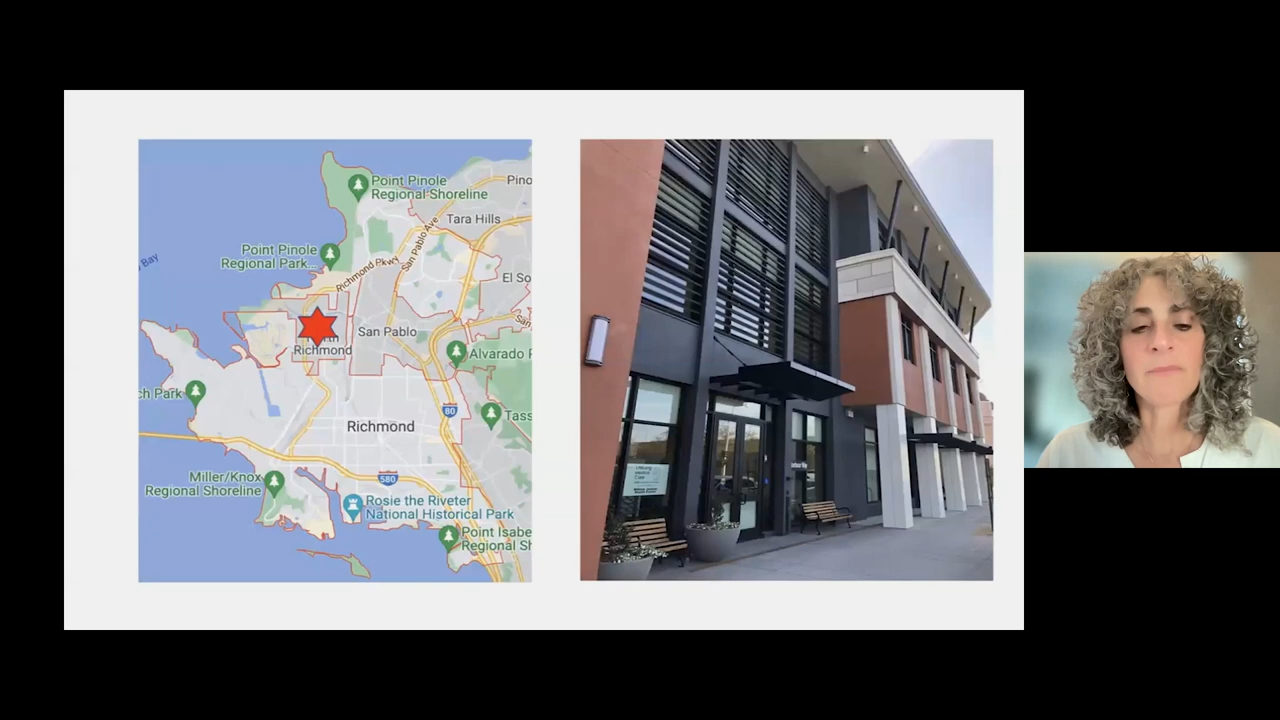 Point Pinole
Regional Shoreline
Pino
Tara Hills
San Pablo Ave
Point Pinole
Regional Park...
Bay
Richmond Pkwy
El So
San
San Pablo
Richmond
Alvarado P
ch Park
80
Tass
Richmond
Miller/Knox
Regional Shoreline
580
Rosie the Riveter
National Historical Park
Point Isabe
Regional Sh